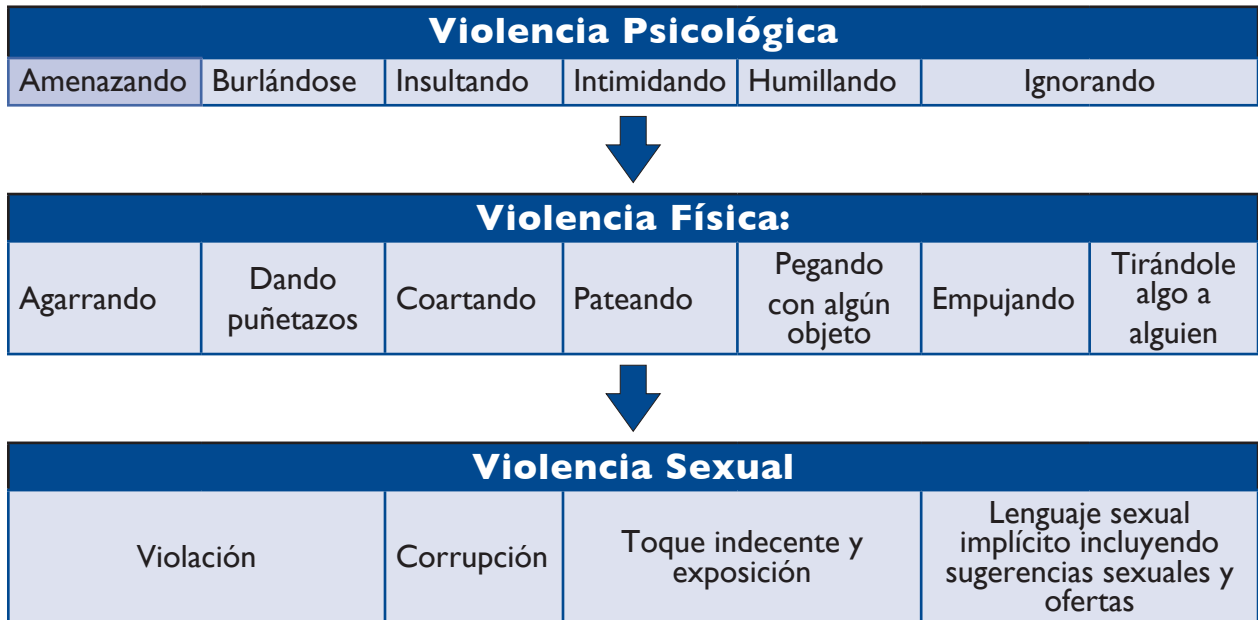 Violencia Psicológica
Amenazando
Burlándose
Insultando
Intimidando
Humillando
Ignorando
Violencia Física:
Agarrando
Dando
puñetazos
Coartando
Pateando
Pegando
con algún
objeto
Empujando
Tirándole
algo a
alguien
Violencia Sexual
Violación
Corrupción
Toque indecente y
exposición
Lenguaje sexual
implícito incluyendo
sugerencias sexuales y
ofertas